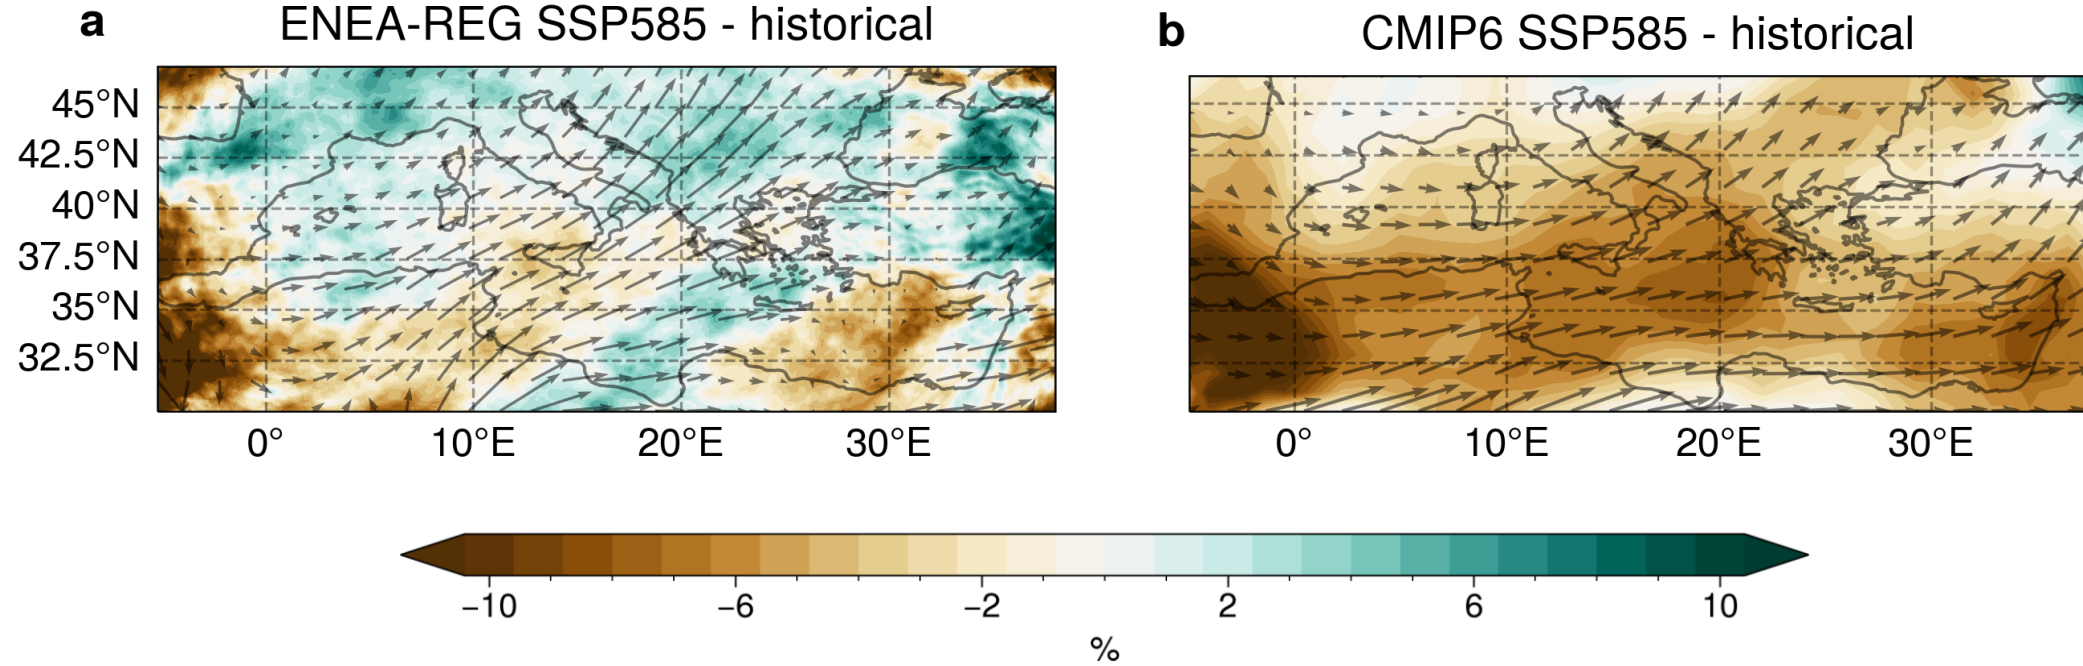 a ENEA-REG SSP585 - historical
b CMIP6 SSP585 - historical
45°N
42.5°N
40°N
37.5°N
35°N
32.5°N
0° 10°E 20°E 30°E
0° 10°E 20°E 30°E
−10 −6 −2 2 6 10
%